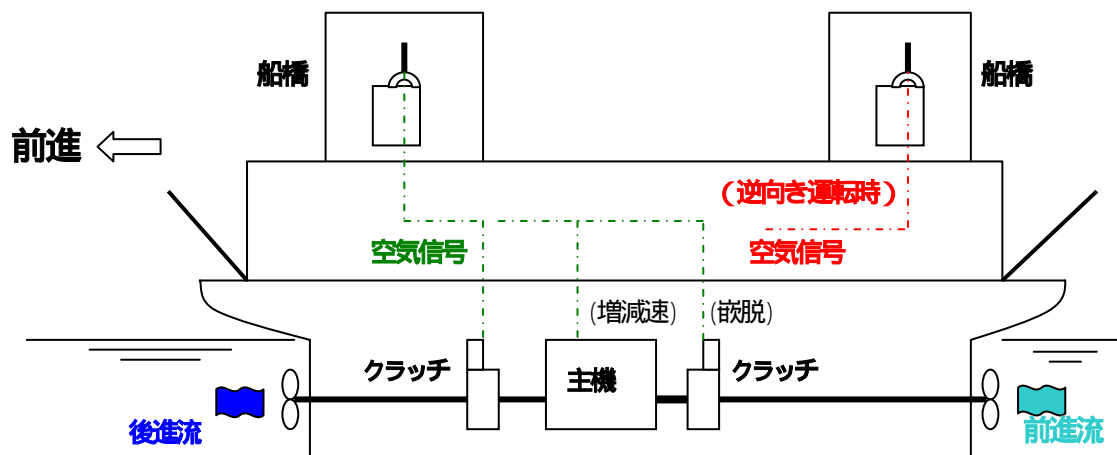 船橋
船橋
前進
(逆向き運転時)
空気信号
空気信号
(増減速)
(嵌脱)
クラッチ
主機
クラッチ
後進流
前進流